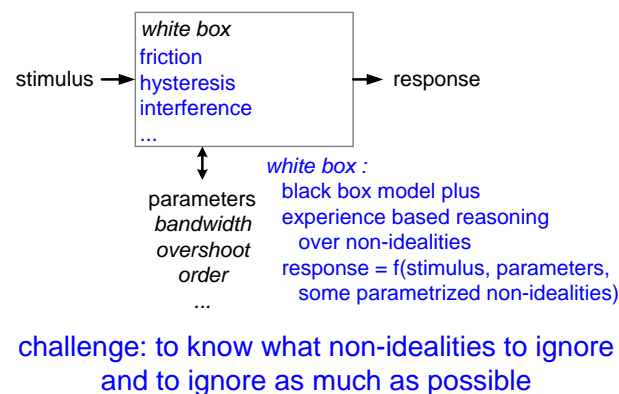 white box
friction
hysteresis
interference
...
stimulus
response
parameters
bandwidth
overshoot
order
...
white box :
black box model plus
experience based reasoning
over non-idealities
response = f(stimulus, parameters,
some parametrized non-idealities)
challenge: to know what non-idealities to ignore
and to ignore as much as possible